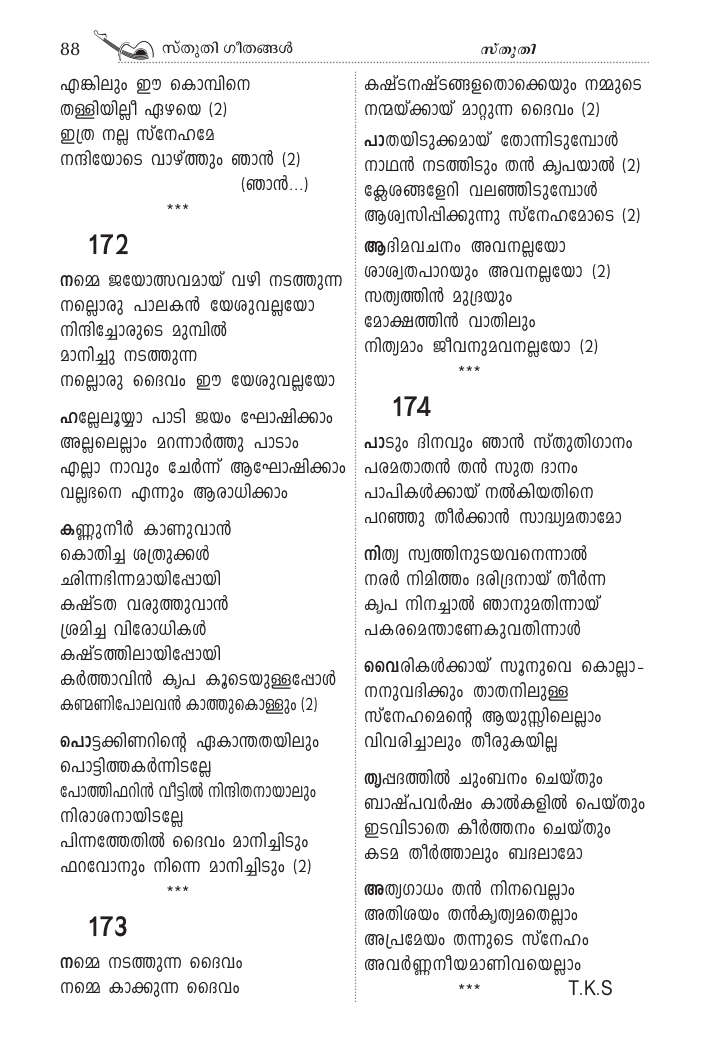 88 സ്തുതി ഗീതങ്ങൾ സ്തുതി
എങ്കിലും ഈ കൊമ്പിനെ
തള്ളിയില്ലീ ഏഴയെ (2)
ഇത്ര നല്ല സ്നേഹമേ
നന്ദിയോടെ വാഴ്ത്തും ഞാൻ (2)
(ഞാൻ...)
***
172
നമ്മെ ജയോത്സവമായ് വഴി നടത്തുന്ന
നല്ലൊരു പാലകൻ യേശുവല്ലയോ
നിന്ദിച്ചോരുടെ മുമ്പിൽ
മാനിച്ചു നടത്തുന്ന
നല്ലൊരു ദൈവം ഈ യേശുവല്ലയോ
ഹല്ലേലൂയ്യാ പാടി ജയം ഘോഷിക്കാം
അല്ലലെല്ലാം മറന്നാർത്തു പാടാം
എല്ലാ നാവും ചേർന്ന് ആഘോഷിക്കാം
വല്ലഭനെ എന്നും ആരാധിക്കാം
കണ്ണുനീർ കാണുവാൻ
കൊതിച്ച ശത്രുക്കൾ
ഛിന്നഭിന്നമായിപ്പോയി
കഷ്ടത വരുത്തുവാൻ
ശ്രമിച്ച വിരോധികൾ
കഷ്ടത്തിലായിപ്പോയി
കർത്താവിൻ കൃപ കൂടെയുള്ളപ്പോൾ
കണ്മണിപോലവൻ കാത്തുകൊള്ളും (2)
പൊട്ടക്കിണറിന്റെ ഏകാന്തതയിലും
പൊട്ടിത്തകർന്നിടല്ലേ
പോത്തിഫറിൻ വീട്ടിൽ നിന്ദിതനായാലും
നിരാശനായിടല്ലേ
പിന്നത്തേതിൽ ദൈവം മാനിച്ചിടും
ഫറവോനും നിന്നെ മാനിച്ചിടും (2)
***
173
നമ്മെ നടത്തുന്ന ദൈവം
നമ്മെ കാക്കുന്ന ദൈവം
കഷ്ടനഷ്ടങ്ങളതൊക്കെയും നമ്മുടെ
നന്മയ്ക്കായ് മാറ്റുന്ന ദൈവം (2)
പാതയിടുക്കമായ് തോന്നിടുമ്പോൾ
നാഥൻ നടത്തിടും തൻ കൃപയാൽ (2)
ക്ലേശങ്ങളേറി വലഞ്ഞിടുമ്പോൾ
ആശ്വസിപ്പിക്കുന്നു സ്നേഹമോടെ (2)
ആദിമവചനം അവനല്ലയോ
ശാശ്വതപാറയും അവനല്ലയോ (2)
സത്യത്തിൻ മുദ്രയും
മോക്ഷത്തിൻ വാതിലും
നിത്യമാം ജീവനുമവനല്ലയോ (2)
***
174
പാടും ദിനവും ഞാൻ സ്തുതിഗാനം
പരമതാതൻ തൻ സുത ദാനം
പാപികൾക്കായ് നൽകിയതിനെ
പറഞ്ഞു തീർക്കാൻ സാദ്ധ്യമതാമോ
നിത്യ സ്വത്തിനുടയവനെന്നാൽ
നരർ നിമിത്തം ദരിദ്രനായ് തീർന്ന
കൃപ നിനച്ചാൽ ഞാനുമതിന്നായ്
പകരമെന്താണേകുവതിന്നാൾ
വൈരികൾക്കായ് സൂനുവെ കൊല്ലാ-
നനുവദിക്കും താതനിലുള്ള
സ്നേഹമെന്റെ ആയുസ്സിലെല്ലാം
വിവരിച്ചാലും തീരുകയില്ല
തൃപ്പദത്തിൽ ചുംബനം ചെയ്തും
ബാഷ്പവർഷം കാൽകളിൽ പെയ്തും
ഇടവിടാതെ കീർത്തനം ചെയ്തും
കടമ തീർത്താലും ബദലാമോ
അത്യഗാധം തൻ നിനവെല്ലാം
അതിശയം തൻകൃത്യമതെല്ലാം
അപ്രമേയം തന്നുടെ സ്നേഹം
അവർണ്ണനീയമാണിവയെല്ലാം
*** T.K.S